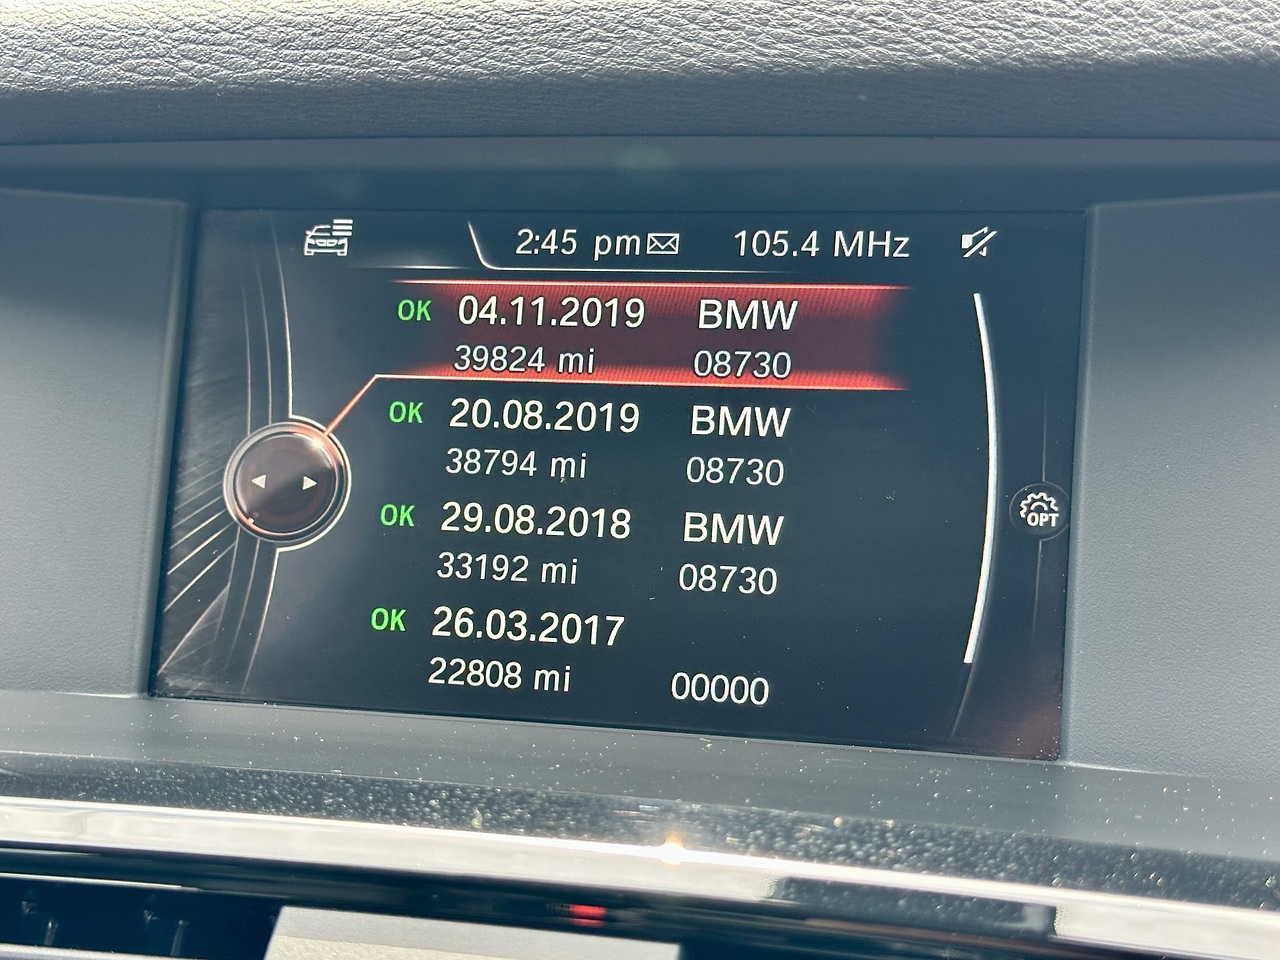 2:45 pm 105.4 MHz
OK 04.11.2019 BMW
39824 mi 08730
OK 20.08.2019 BMW
38794 mi 08730
OK 29.08.2018 BMW
33192 mi 08730
OK 26.03.2017
22808 mi 00000
OPT